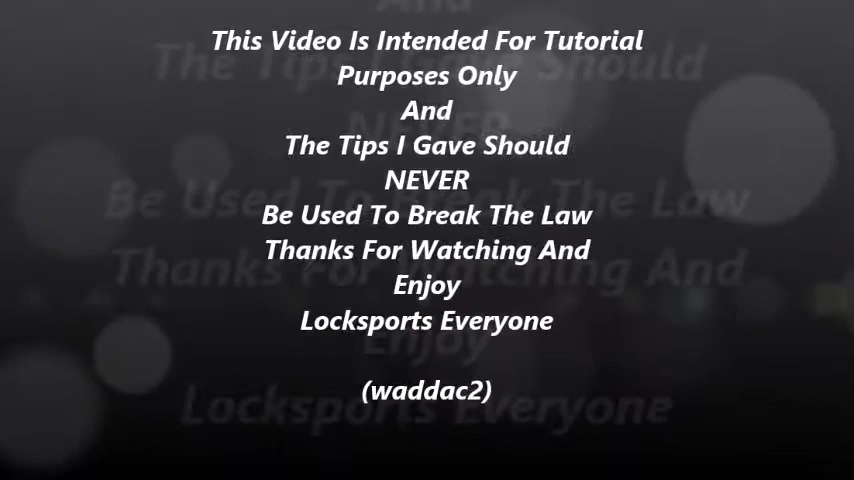 This Video Is Intended For Tutorial
Purposes Only
And
The Tips I Gave Should
NEVER
Be Used To Break The Law
Thanks For Watching And
Enjoy
Locksports Everyone
(waddac2)